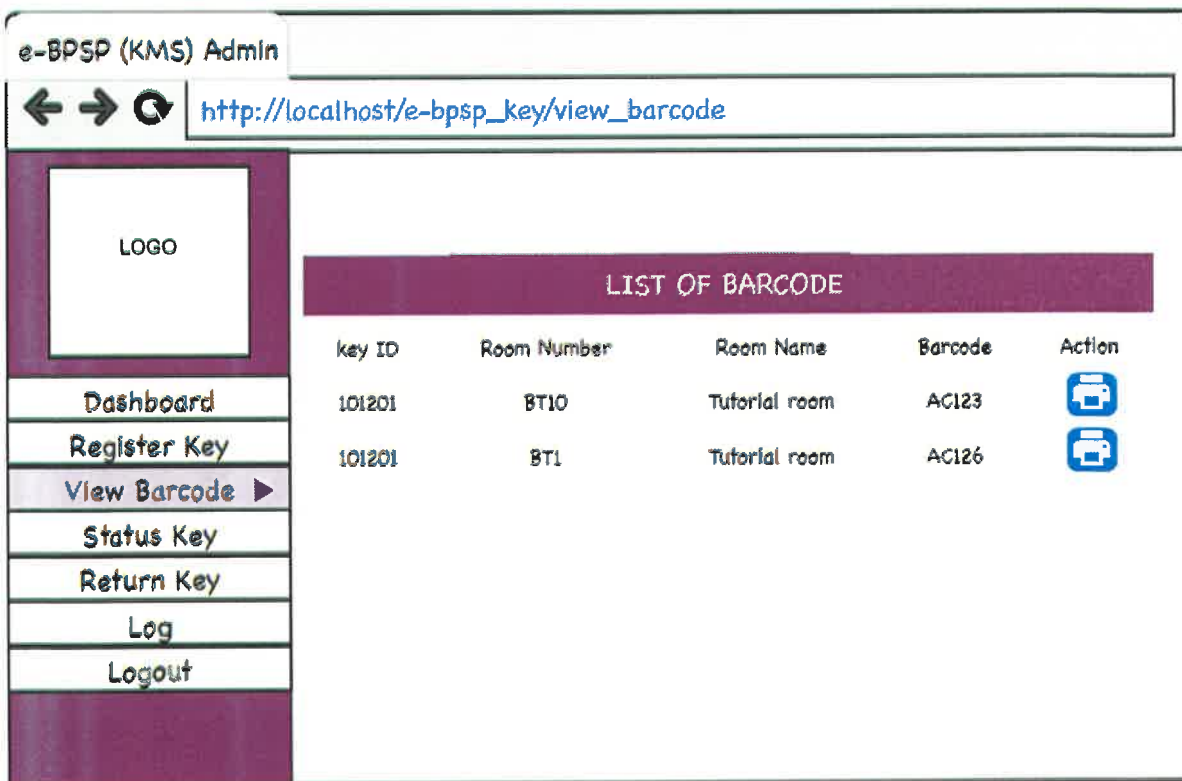 e-BPSP (KMS) Admin
http://localhost/e-bpsp_key/view_barcode
LOGO
Dashboard
Register Key
View Barcode
Status Key
Return Key
Log
Logout
LIST OF BARCODE
key ID Room Number Room Name Barcode Action
101201 BT10 Tutorial room AC123
101201 BT1 Tutorial room AC126